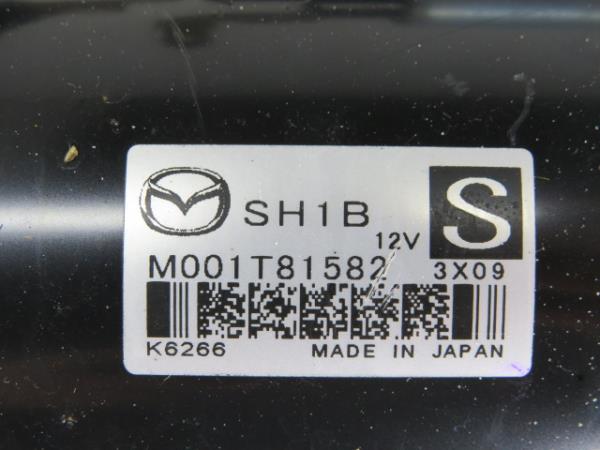 SH1B
12V
S
M001T81582
3X09
K6266
MADE IN JAPAN